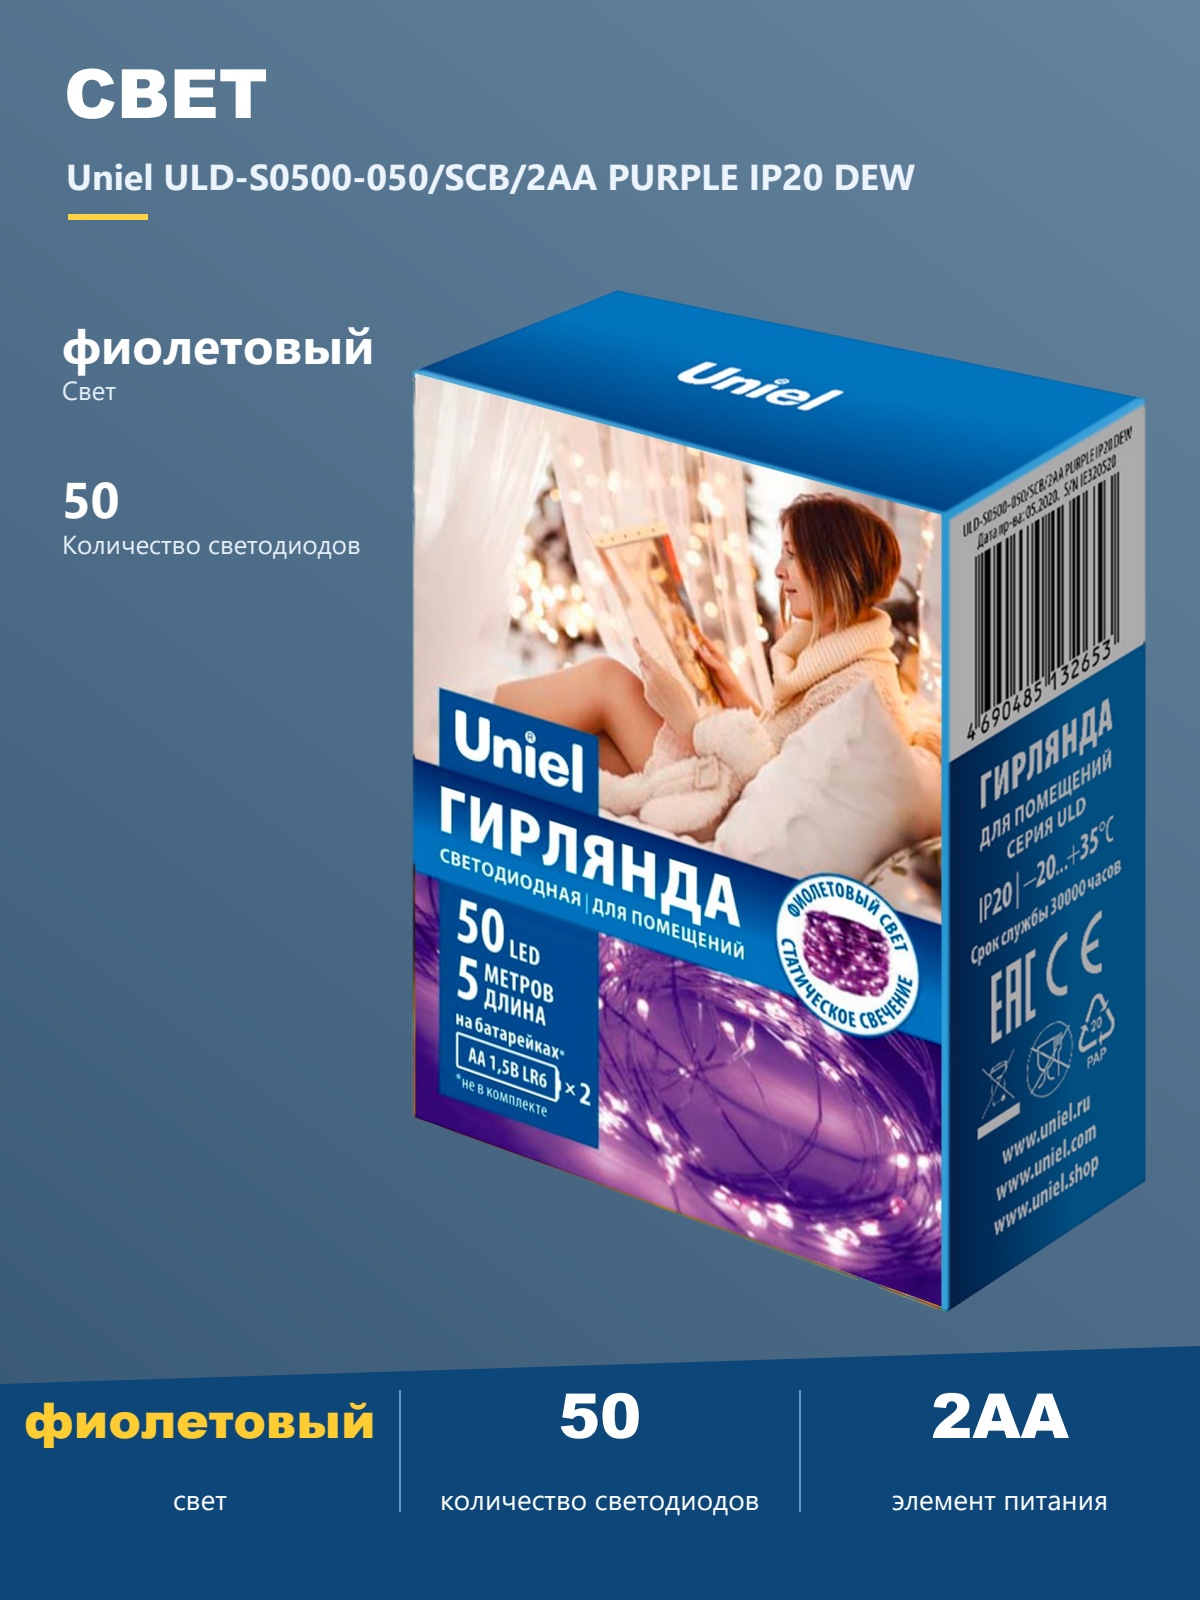 СВЕТ
Uniel ULD-S0500-050/SCB/2AA PURPLE IP20 DEW
фиолетовый
Свет
50
Количество светодиодов
Uniel
Uniel
ГИРЛЯНДА
СВЕТОДИОДНАЯ | ДЛЯ ПОМЕЩЕНИЙ
50 LED
5 МЕТРОВ
ДЛИНА
на батарейках*
АА 1,5В LR6 × 2
*не в комплекте
ФИОЛЕТОВЫЙ СВЕТ
СТАТИЧЕСКОЕ СВЕЧЕНИЕ
ULD-S0500-050/SCB/2AA PURPLE IP20 DEW
Дата пр-ва: 05.2020. S/N IE320520
4 690485 132653
ГИРЛЯНДА
ДЛЯ ПОМЕЩЕНИЙ
СЕРИЯ ULD
IP20 | −20...+35°C
Срок службы 30000 часов
EAC CE
20
PAP
www.uniel.ru
www.uniel.com
www.uniel.shop
фиолетовый
свет
50
количество светодиодов
2АА
элемент питания